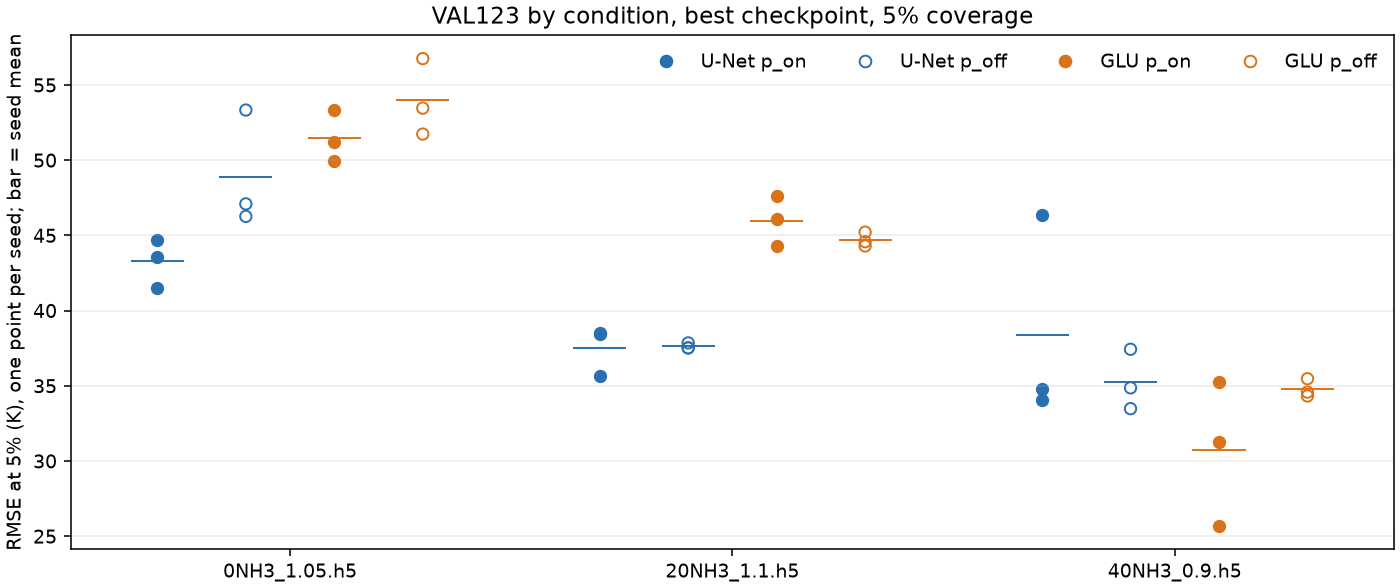 VAL123 by condition, best checkpoint, 5% coverage
RMSE at 5% (K), one point per seed; bar = seed mean
U-Net p_on U-Net p_off GLU p_on GLU p_off
55
50
45
40
35
30
25
0NH3_1.05.h5 20NH3_1.1.h5 40NH3_0.9.h5